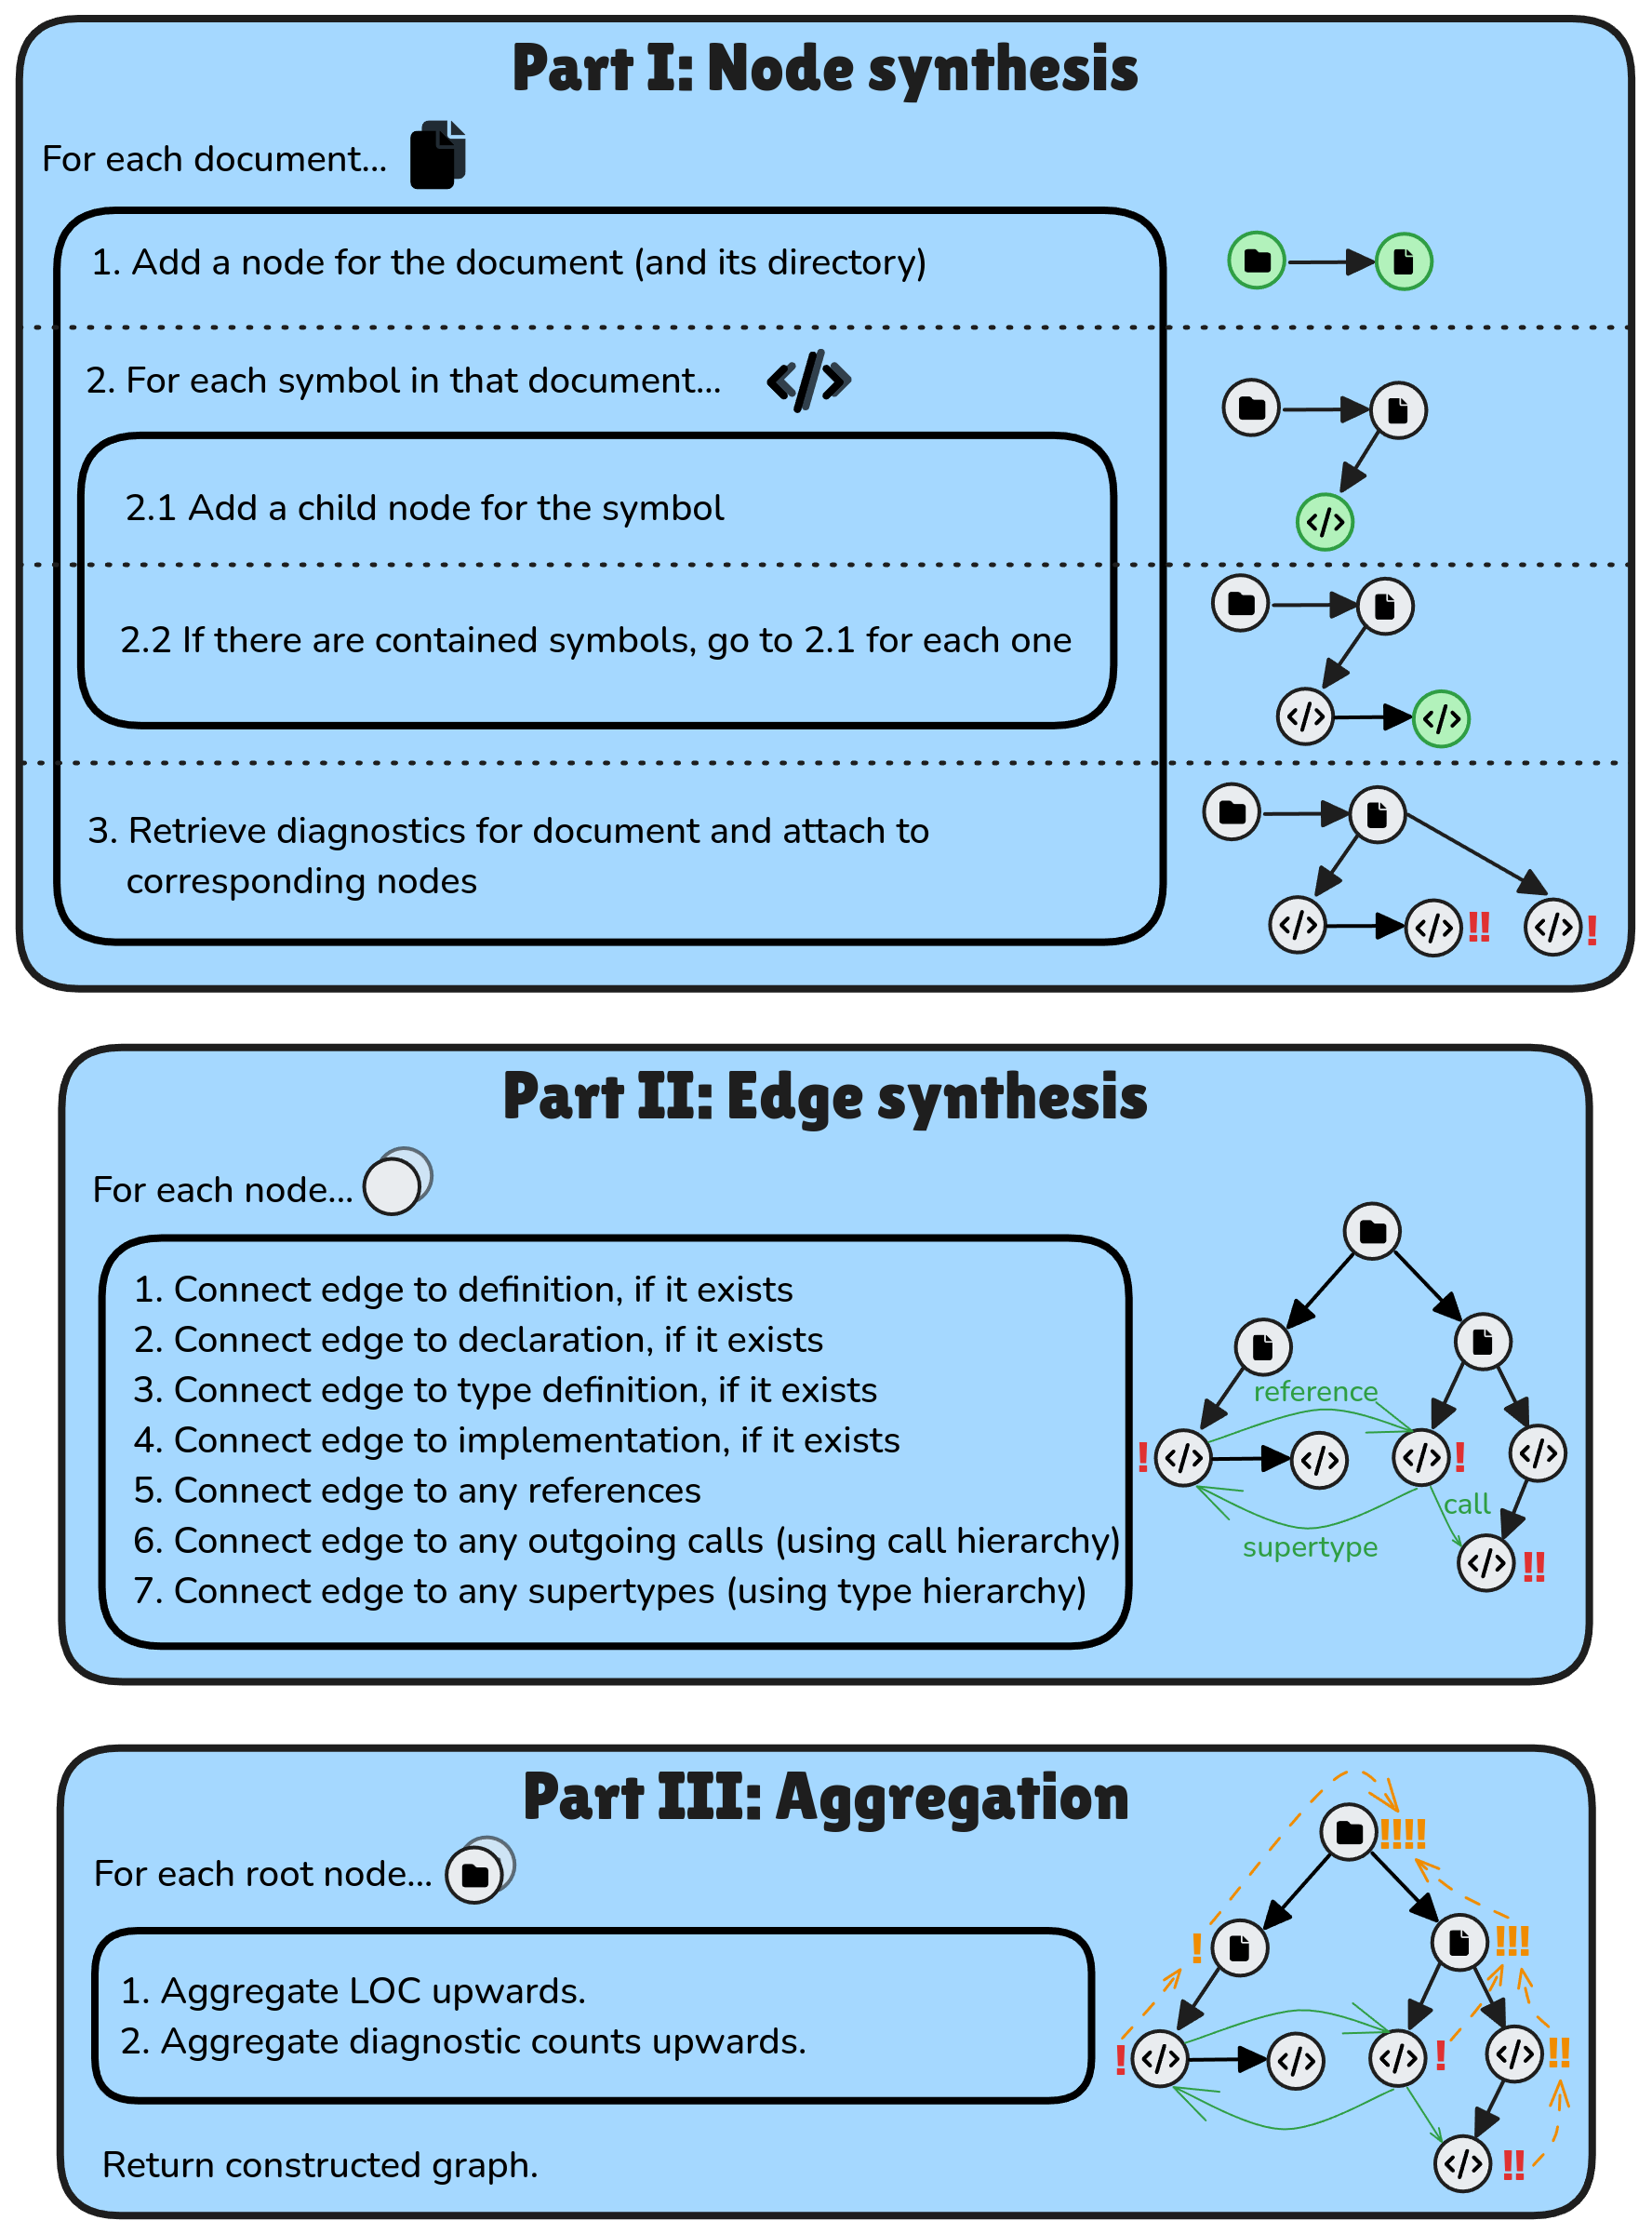 Part I: Node synthesis
For each document...
1. Add a node for the document (and its directory)
2. For each symbol in that document...
</>
2.1 Add a child node for the symbol
</>
2.2 If there are contained symbols, go to 2.1 for each one
</> </>
3. Retrieve diagnostics for document and attach to
corresponding nodes
</> </> !! </> !
Part II: Edge synthesis
For each node...
1. Connect edge to definition, if it exists
2. Connect edge to declaration, if it exists
3. Connect edge to type definition, if it exists
4. Connect edge to implementation, if it exists
5. Connect edge to any references
6. Connect edge to any outgoing calls (using call hierarchy)
7. Connect edge to any supertypes (using type hierarchy)
reference
! </> </> </> ! </>
call
supertype
</> !!
Part III: Aggregation
For each root node...
1. Aggregate LOC upwards.
2. Aggregate diagnostic counts upwards.
Return constructed graph.
!!!!
! !!!
! </> </> </> ! </> !!
</> !!